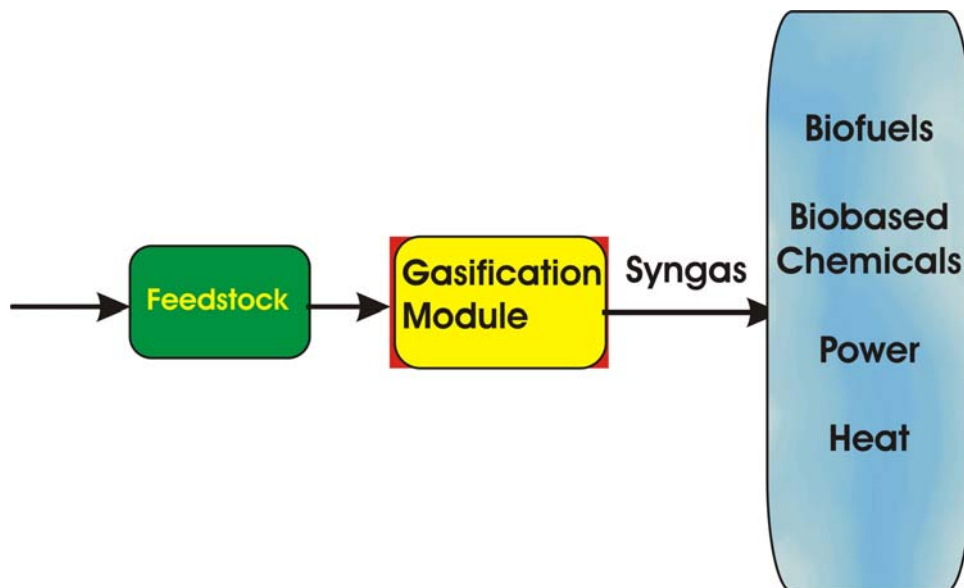 Feedstock
Gasification
Module
Syngas
Biofuels
Biobased
Chemicals
Power
Heat